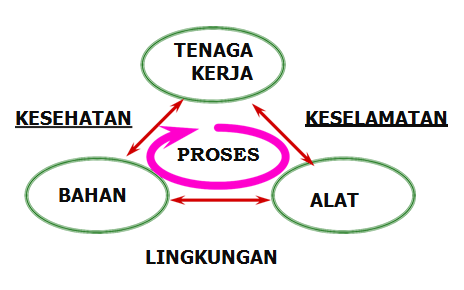 TENAGA
KERJA
KESEHATAN
KESELAMATAN
PROSES
BAHAN
ALAT
LINGKUNGAN